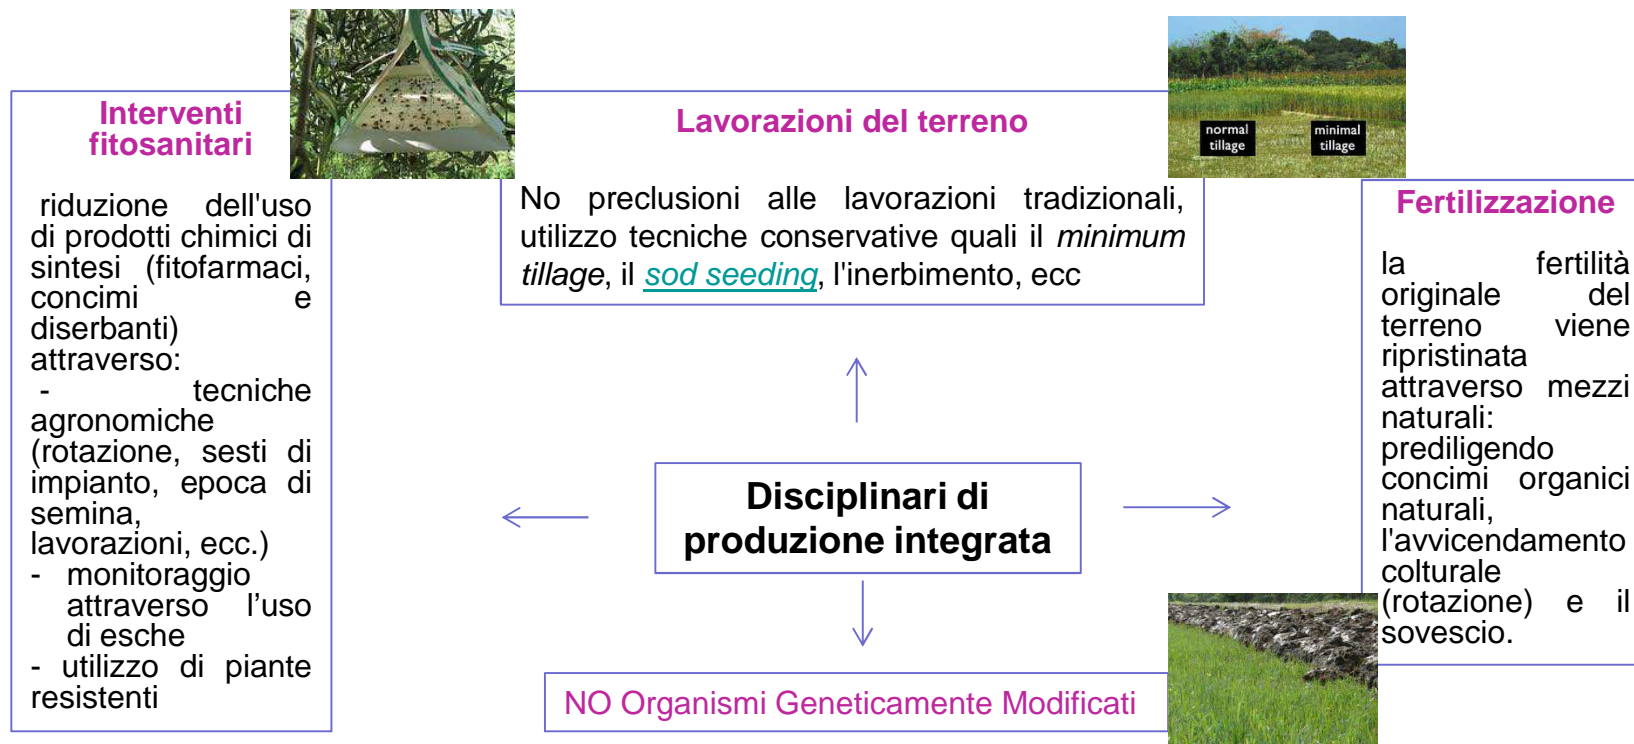 Interventi
fitosanitari
riduzione dell'uso
di prodotti chimici di
sintesi (fitofarmaci,
concimi e
diserbanti)
attraverso:
- tecniche
agronomiche
(rotazione, sesti di
impianto, epoca di
semina,
lavorazioni, ecc.)
- monitoraggio
attraverso l’uso
di esche
- utilizzo di piante
resistenti
Lavorazioni del terreno
No preclusioni alle lavorazioni tradizionali,
utilizzo tecniche conservative quali il minimum
tillage, il sod seeding, l'inerbimento, ecc
normal
tillage
minimal
tillage
Fertilizzazione
la fertilità
originale del
terreno viene
ripristinata
attraverso mezzi
naturali:
prediligendo
concimi organici
naturali,
l'avvicendamento
colturale
(rotazione) e il
sovescio.
Disciplinari di
produzione integrata
NO Organismi Geneticamente Modificati